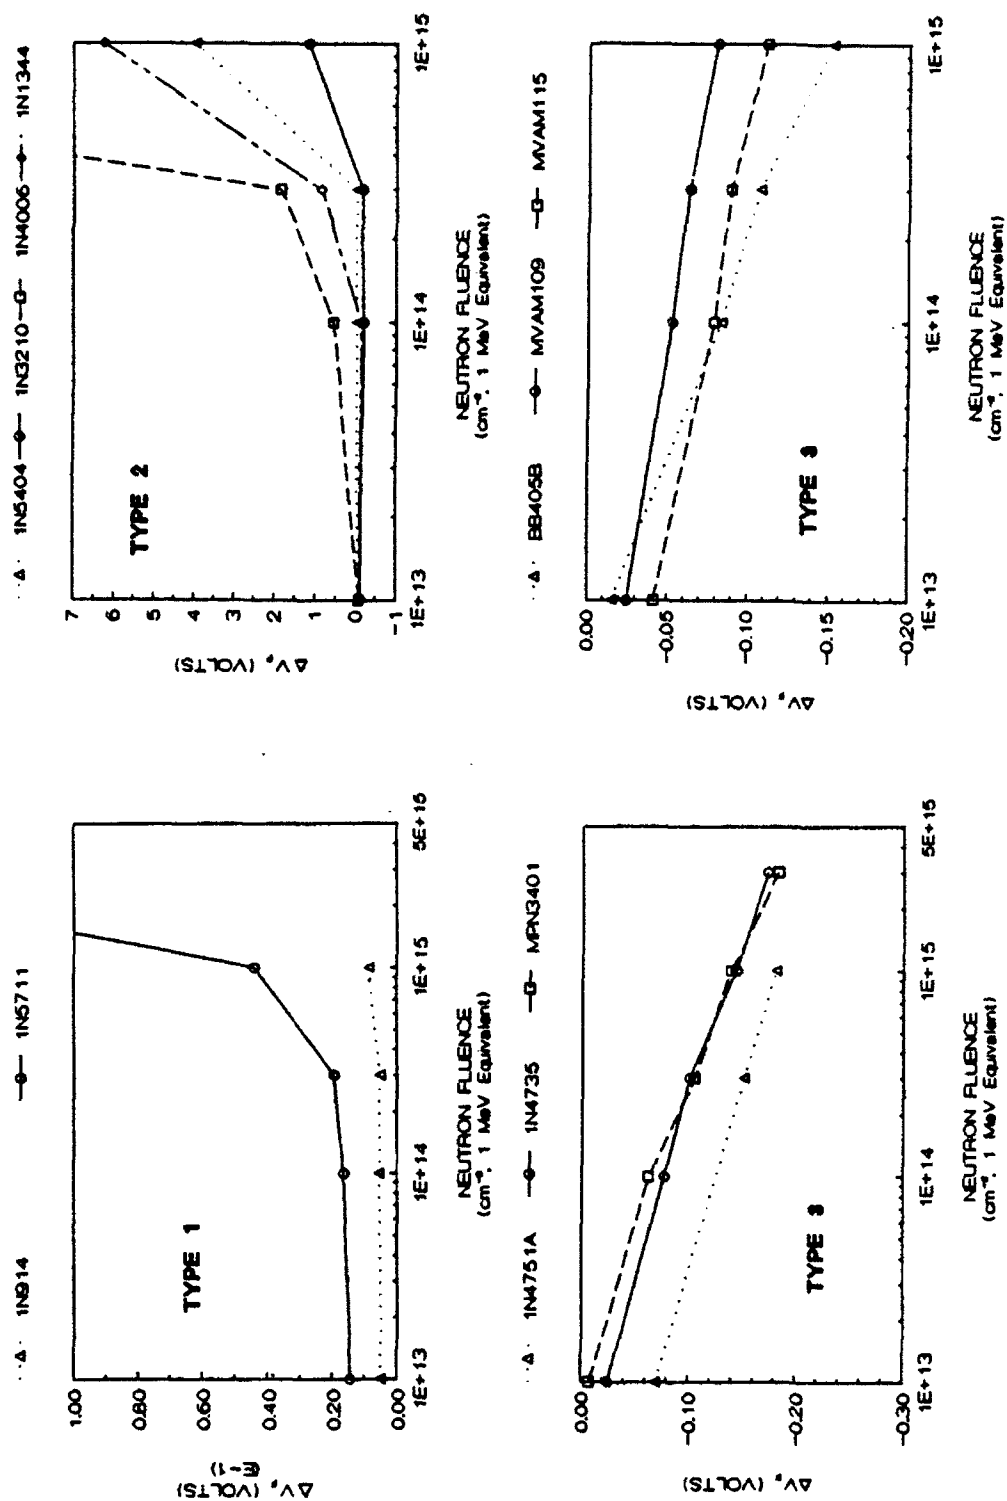 1N914 1N5711
TYPE 1
1.00
0.80
0.60
0.40
0.20
0.00
ΔV, (VOLTS)
(E-1)
1E+13 1E+14 1E+15 5E+15
NEUTRON FLUENCE
(cm⁻², 1 MeV Equivalent)
1N5404 1N3210 1N4006 1N1344
TYPE 2
7
6
5
4
3
2
1
0
-1
ΔV, (VOLTS)
1E+13 1E+14 1E+15
NEUTRON FLUENCE
(cm⁻², 1 MeV Equivalent)
1N4751A 1N4735 MPN3401
TYPE 3
0.00
-0.10
-0.20
-0.30
ΔV, (VOLTS)
1E+13 1E+14 1E+15 5E+15
NEUTRON FLUENCE
(cm⁻², 1 MeV Equivalent)
BB405B MVAM109 MVAM115
TYPE 3
0.00
-0.05
-0.10
-0.15
-0.20
ΔV, (VOLTS)
1E+13 1E+14 1E+15
NEUTRON FLUENCE
(cm⁻², 1 MeV Equivalent)